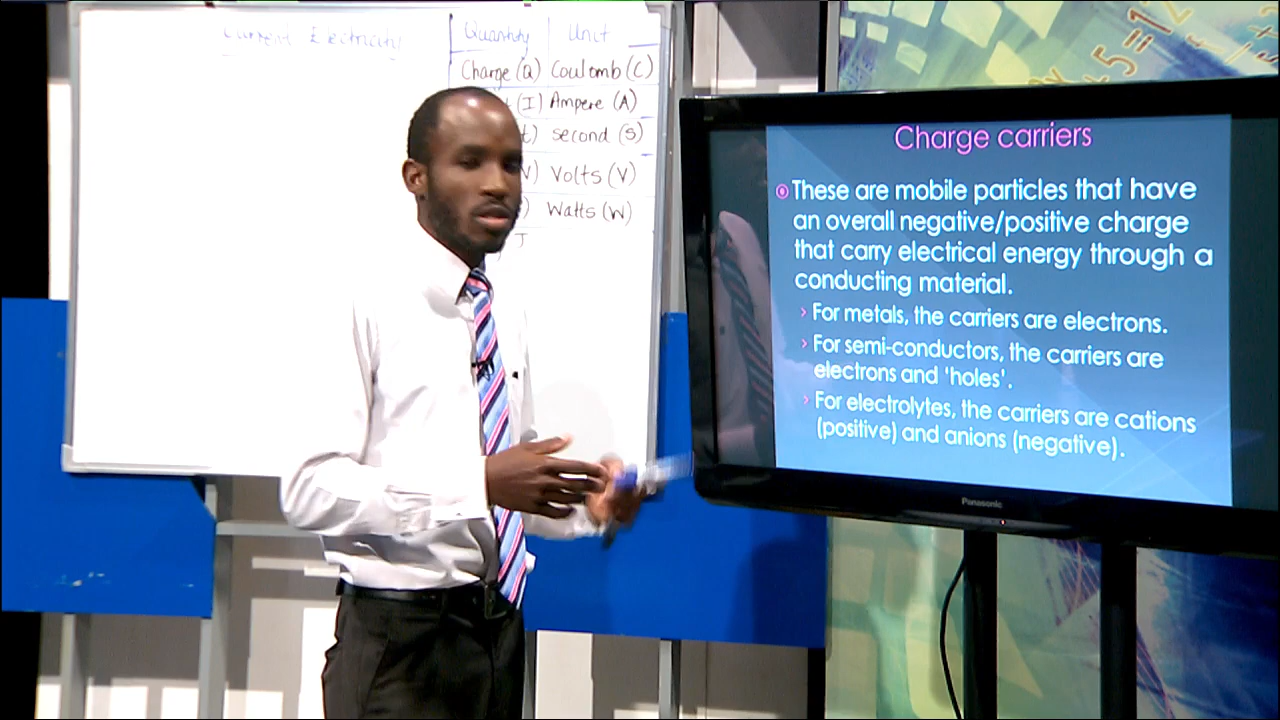 Current Electricity
Quantity Unit
Charge (Q) Coulomb (C)
(I) Ampere (A)
t) second (s)
V) Volts (V)
) Watts (W)
J
5=1
Charge carriers
These are mobile particles that have
an overall negative/positive charge
that carry electrical energy through a
conducting material.
For metals, the carriers are electrons.
For semi-conductors, the carriers are
electrons and 'holes'.
For electrolytes, the carriers are cations
(positive) and anions (negative).
Panasonic